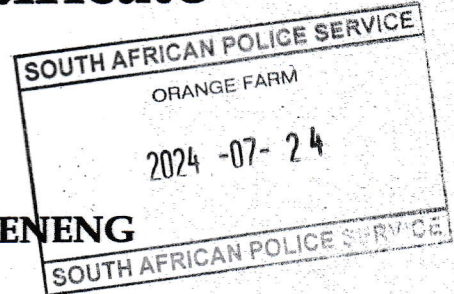 SOUTH AFRICAN POLICE SERVICE
ORANGE FARM
2024 -07- 24
ENENG
SOUTH AFRICAN POLICE SERVICE